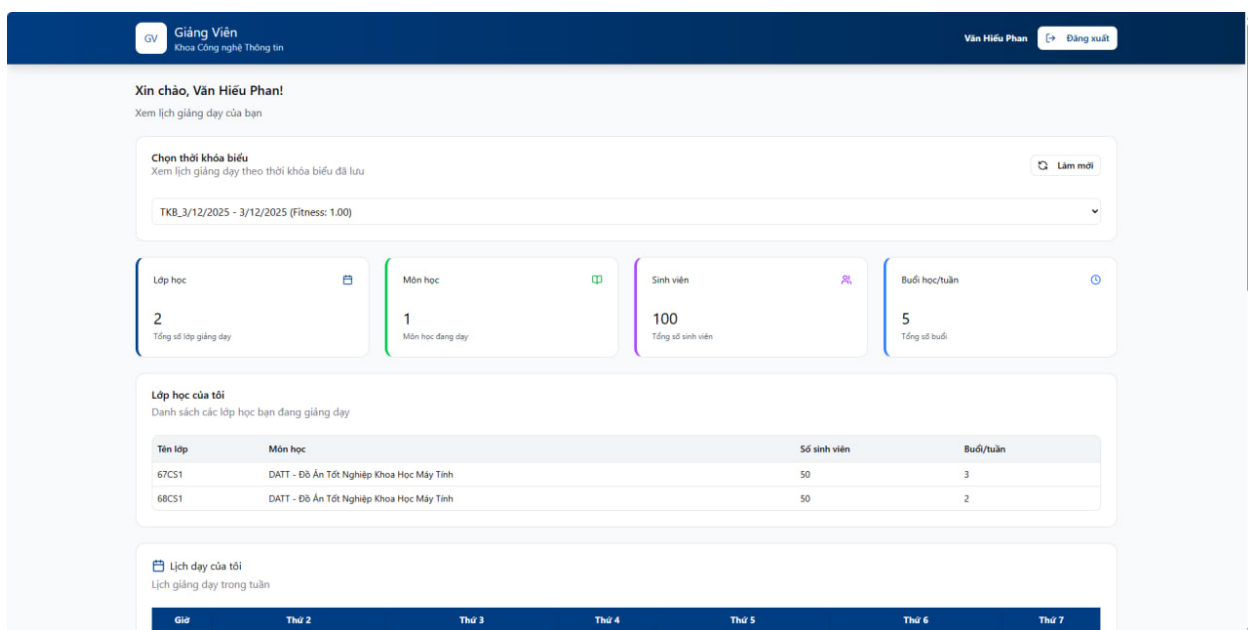 GV
Giảng Viên
Khoa Công nghệ Thông tin
Văn Hiếu Phan
Đăng xuất
Xin chào, Văn Hiếu Phan!
Xem lịch giảng dạy của bạn
Chọn thời khóa biểu
Xem lịch giảng dạy theo thời khóa biểu đã lưu
Làm mới
TKB_3/12/2025 - 3/12/2025 (Fitness: 1.00)
Lớp học
2
Tổng số lớp giảng dạy
Môn học
1
Môn học đang dạy
Sinh viên
100
Tổng số sinh viên
Buổi học/tuần
5
Tổng số buổi
Lớp học của tôi
Danh sách các lớp học bạn đang giảng dạy
Tên lớp Môn học Số sinh viên Buổi/tuần
67CS1 DATT - Đồ Án Tốt Nghiệp Khoa Học Máy Tính 50 3
68CS1 DATT - Đồ Án Tốt Nghiệp Khoa Học Máy Tính 50 2
Lịch dạy của tôi
Lịch giảng dạy trong tuần
Giờ Thứ 2 Thứ 3 Thứ 4 Thứ 5 Thứ 6 Thứ 7